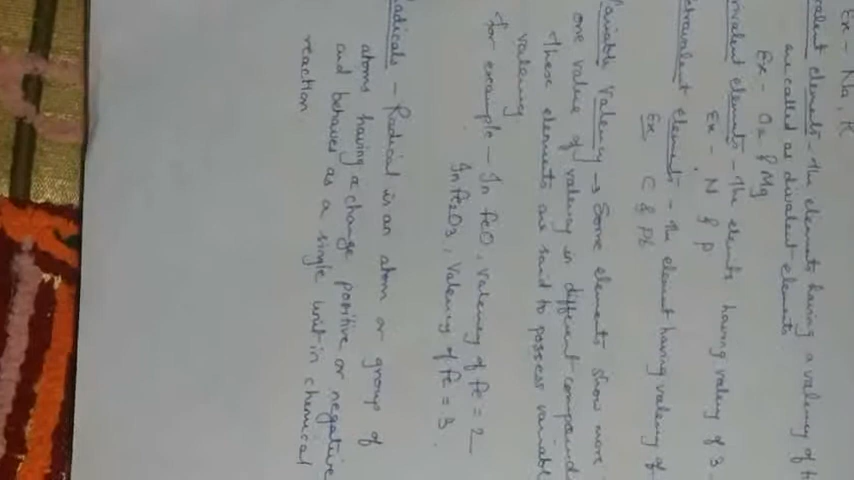 Ex - Na, K
valent elements - The elements having a valency of
are called as divalent elements
Ex - O2 & Mg
rivalent elements - The elements having valency of 3
Ex - N & P
etravalent elements - The element having valency of
Ex C & Pb
Variable Valency → Some elements show more
one value of valency in different compound
These elements are said to possess variable
valency
For example - In FeO, valency of Fe = 2
In Fe2O3, Valency of Fe = 3.
Radicals - Radical is an atom or group of
atoms having a change positive or negative
and behaves as a single unit in chemical
reaction